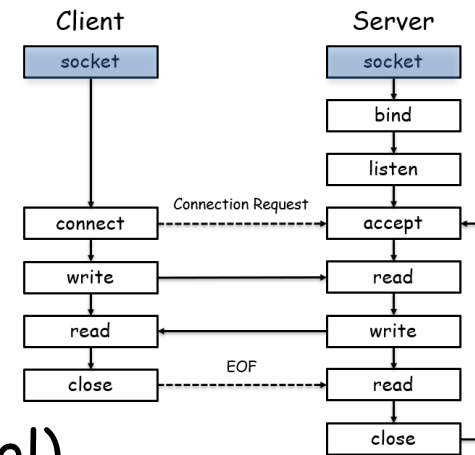 Client Server
socket socket
bind
listen
Connection Request
connect accept
write read
read write
EOF
close read
close